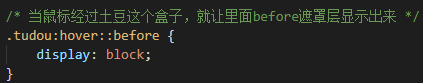 /* 当鼠标经过土豆这个盒子，就让里面before遮罩层显示出来 */
.tudou:hover::before {
    display: block;
}